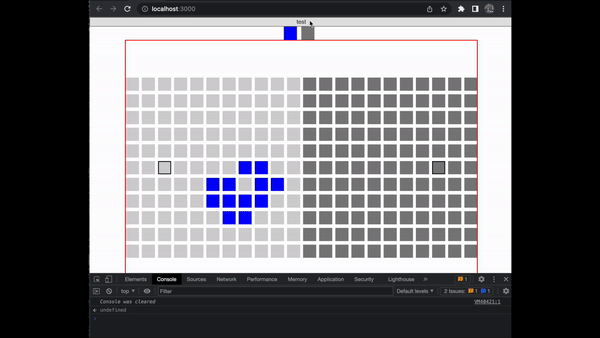 localhost:3000
test
Elements Console Sources Network Performance Memory Application Security Lighthouse » 1
top Filter Default levels 2 Issues: 1 1
Console was cleared VM40421:1
undefined